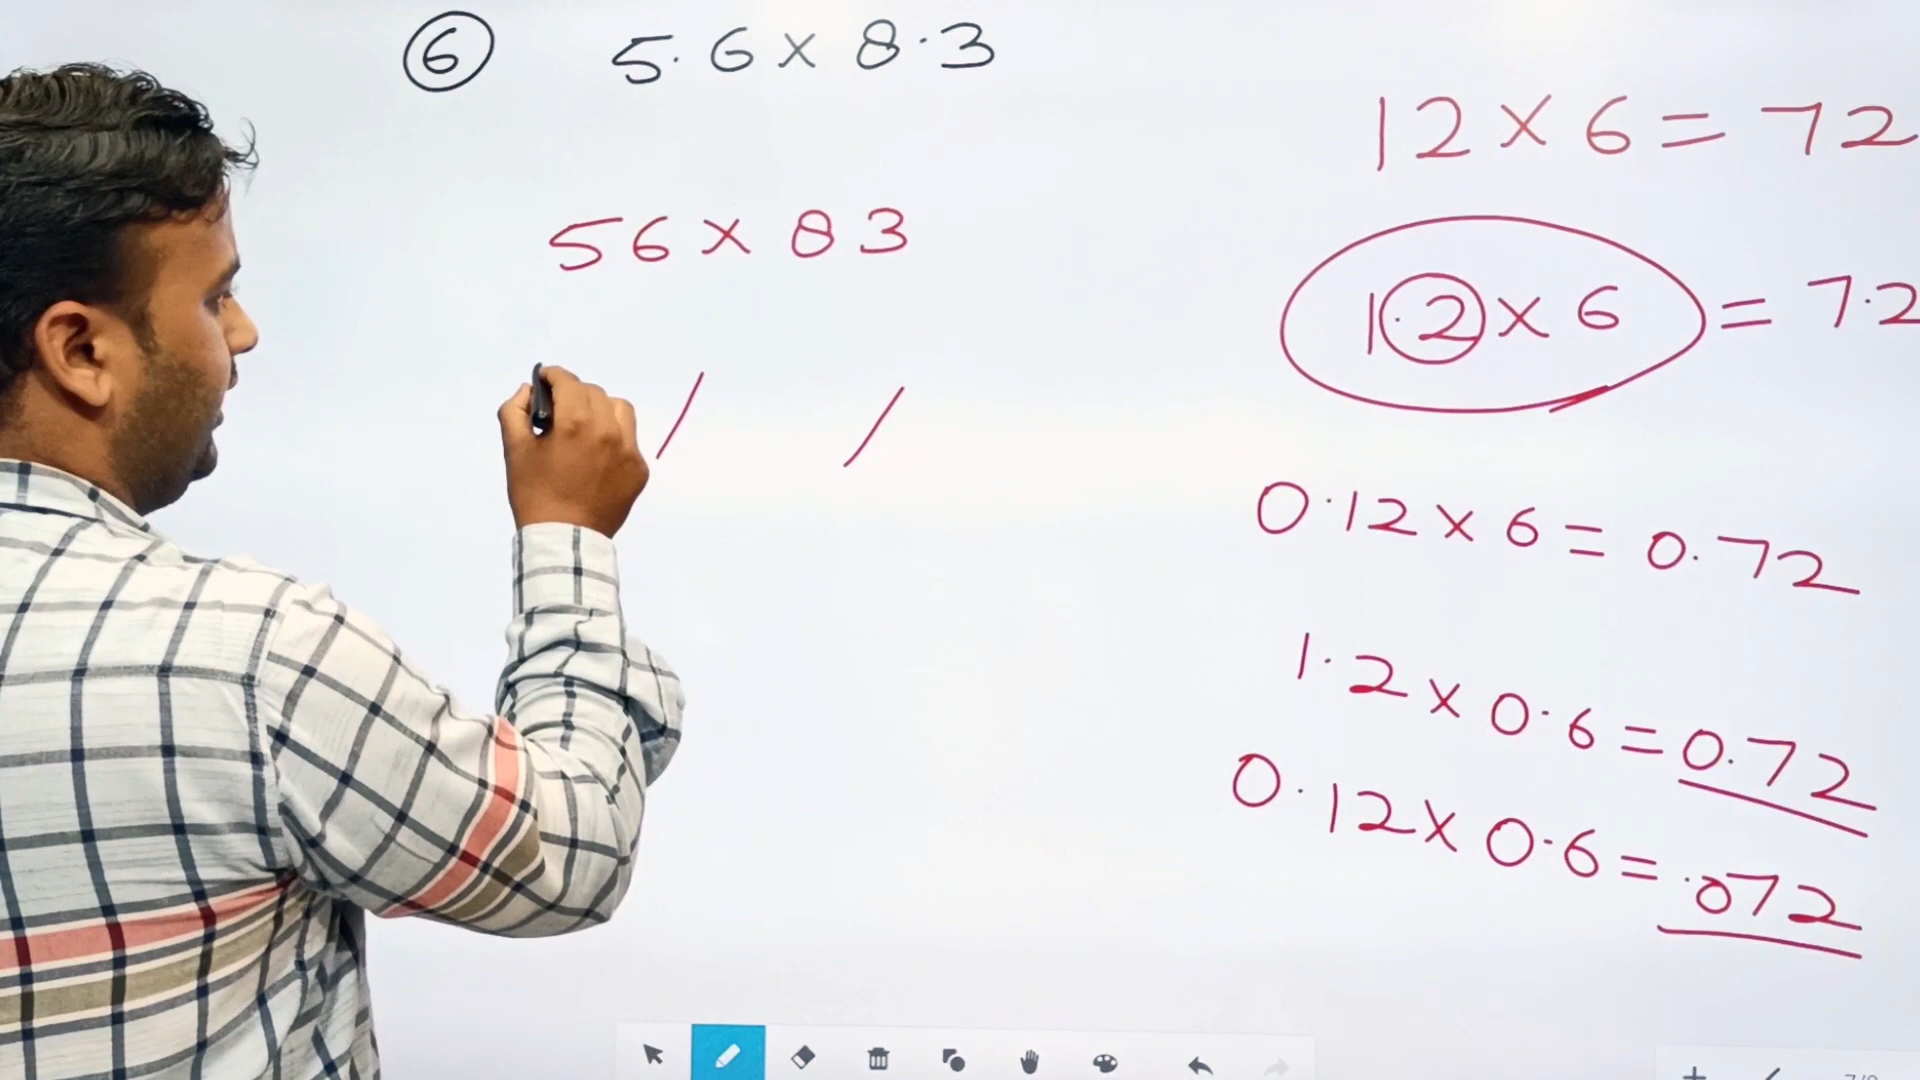 ⑥ 5.6 x 8.3
56 x 83
/ /
12 x 6 = 72
1.2 x 6 = 7.2
0.12 x 6 = 0.72
1.2 x 0.6 = 0.72
0.12 x 0.6 = .072